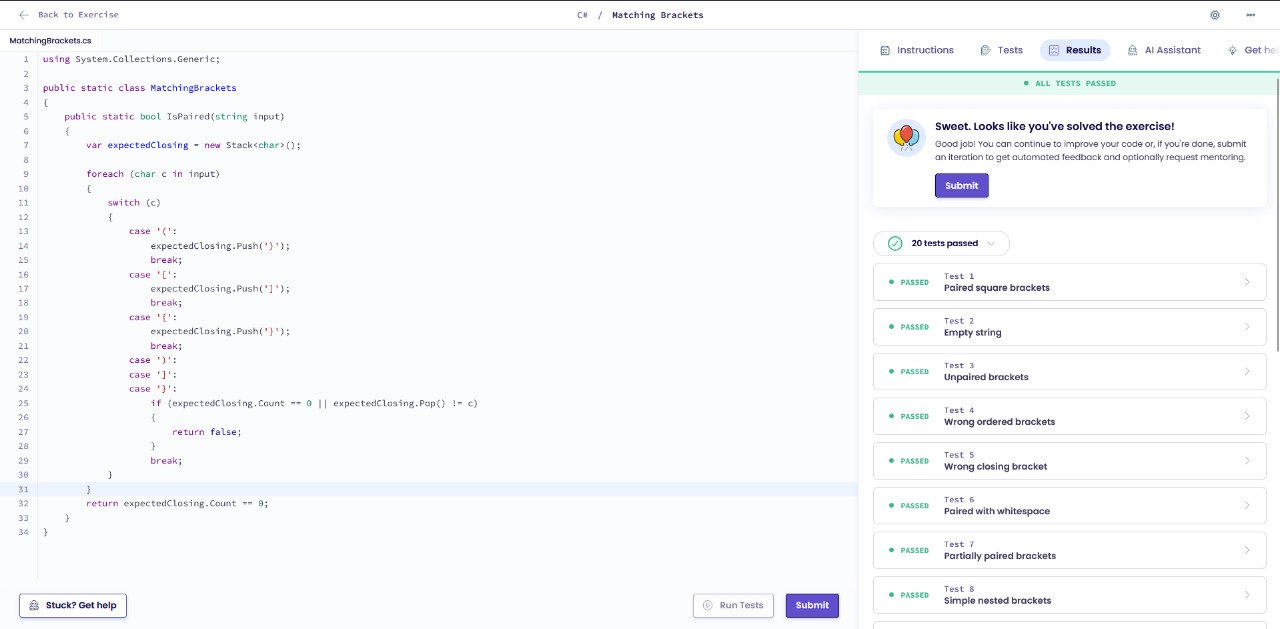 Back to Exercise
C# / Matching Brackets
MatchingBrackets.cs
1 using System.Collections.Generic;
2
3 public static class MatchingBrackets
4 {
5 public static bool IsPaired(string input)
6 {
7 var expectedClosing = new Stack<char>();
8
9 foreach (char c in input)
10 {
11 switch (c)
12 {
13 case '(':
14 expectedClosing.Push(')');
15 break;
16 case '[':
17 expectedClosing.Push(']');
18 break;
19 case '{':
20 expectedClosing.Push('}');
21 break;
22 case ')':
23 case ']':
24 case '}':
25 if (expectedClosing.Count == 0 || expectedClosing.Pop() != c)
26 {
27 return false;
28 }
29 break;
30 }
31 }
32 return expectedClosing.Count == 0;
33 }
34 }
Stuck? Get help
Run Tests
Submit
Instructions
Tests
Results
AI Assistant
Get hel
ALL TESTS PASSED
Sweet. Looks like you've solved the exercise!
Good job! You can continue to improve your code or, if you're done, submit
an iteration to get automated feedback and optionally request mentoring.
Submit
20 tests passed
PASSED
Test 1
Paired square brackets
PASSED
Test 2
Empty string
PASSED
Test 3
Unpaired brackets
PASSED
Test 4
Wrong ordered brackets
PASSED
Test 5
Wrong closing bracket
PASSED
Test 6
Paired with whitespace
PASSED
Test 7
Partially paired brackets
PASSED
Test 8
Simple nested brackets